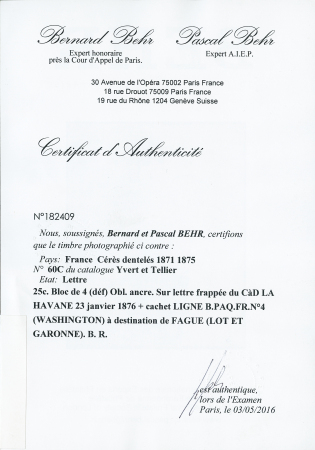 Bernard Behr Pascal Behr
Expert honoraire Expert A.I.E.P.
près la Cour d'Appel de Paris.
30 Avenue de l'Opéra 75002 Paris France
18 rue Drouot 75009 Paris France
19 rue du Rhône 1204 Genève Suisse
Certificat d'Authenticité
N°182409
Nous, soussignés, Bernard et Pascal BEHR, certifions
que le timbre photographié ci contre :
Pays: France Cérès dentelés 1871 1875
N° 60C du catalogue Yvert et Tellier
Etat: Lettre
25c. Bloc de 4 (déf) Obl. ancre. Sur lettre frappée du CàD LA
HAVANE 23 janvier 1876 + cachet LIGNE B.PAQ.FR.N°4
(WASHINGTON) à destination de FAGUE (LOT ET
GARONNE). B. R.
est authentique,
lors de l'Examen
Paris, le 03/05/2016